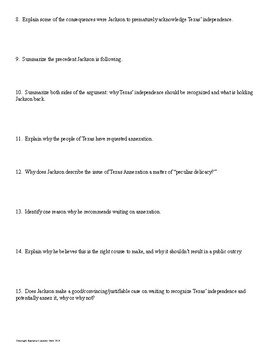 8. Explain some of the consequences were Jackson to prematurely acknowledge Texas' independence.
9. Summarize the precedent Jackson is following.
10. Summarize both sides of the argument: why Texas' independence should be recognized and what is holding
Jackson back.
11. Explain why the people of Texas have requested annexation.
12. Why does Jackson describe the issue of Texas Annexation a matter of "peculiar delicacy?"
13. Identify one reason why he recommends waiting on annexation.
14. Explain why he believes this is the right course to make, and why it shouldn't result in a public outcry.
15. Does Jackson make a good/convincing/justifiable case on waiting to recognize Texas' independence and
potentially annex it, why or why not?